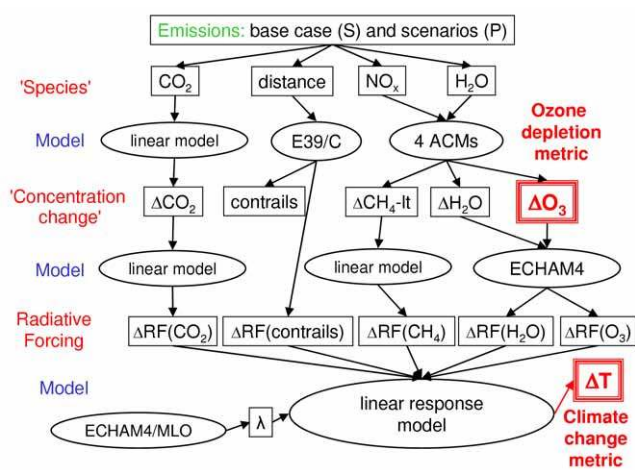 Emissions: base case (S) and scenarios (P)
'Species'
CO₂
distance
NOₓ
H₂O
Ozone
depletion
metric
Model
linear model
E39/C
4 ACMs
'Concentration
change'
ΔCO₂
contrails
ΔCH₄-lt
ΔH₂O
ΔO₃
Model
linear model
linear model
ECHAM4
Radiative
Forcing
ΔRF(CO₂)
ΔRF(contrails)
ΔRF(CH₄)
ΔRF(H₂O)
ΔRF(O₃)
Model
linear response
model
ΔT
ECHAM4/MLO
λ
Climate
change
metric